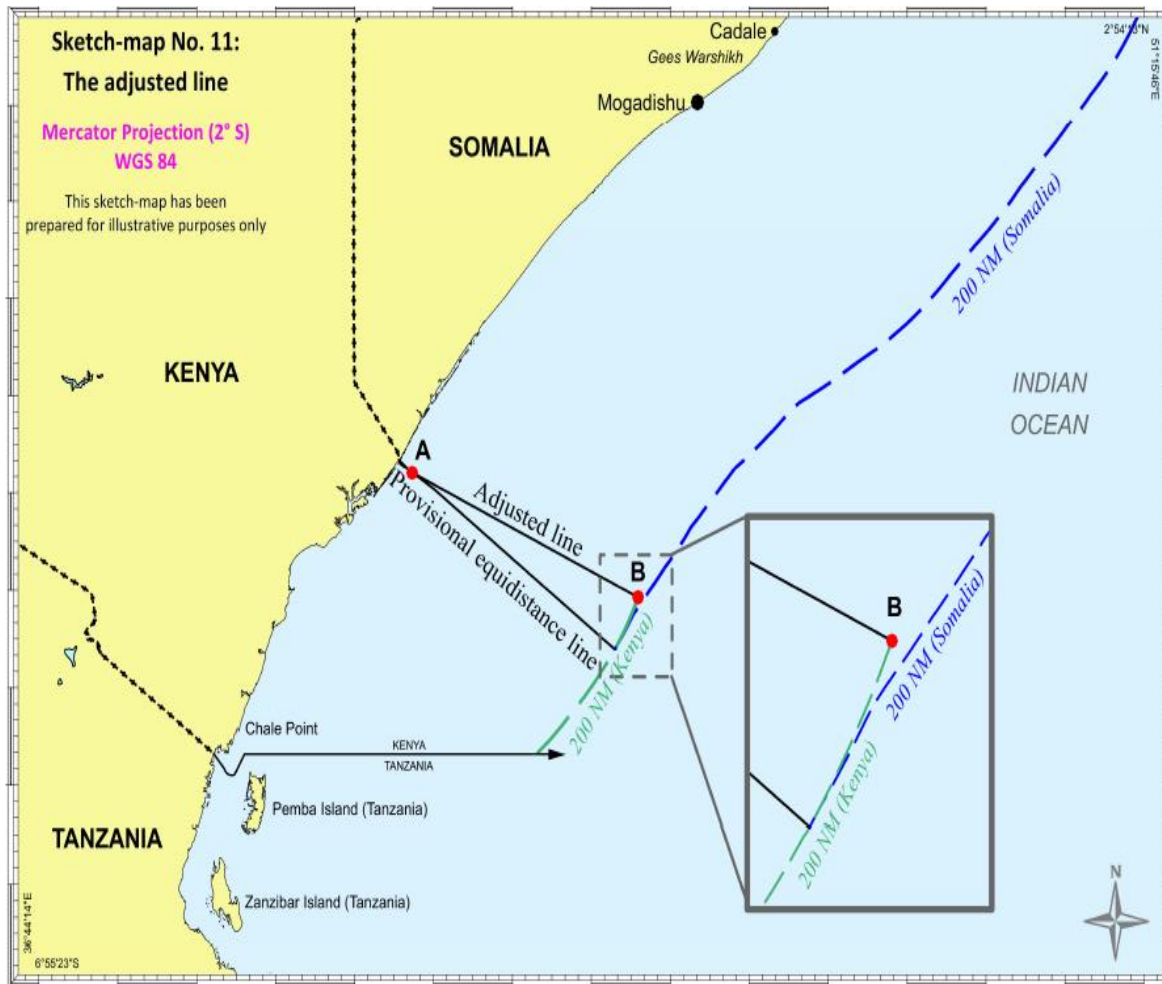 Sketch-map No. 11:
The adjusted line
Mercator Projection (2° S)
WGS 84
This sketch-map has been
prepared for illustrative purposes only
Cadale
Gees Warshikh
Mogadishu
2°54'18"N
51°15'46"E
SOMALIA
200 NM (Somalia)
KENYA
INDIAN
OCEAN
A
Adjusted line
Provisional equidistance line
B
200 NM (Kenya)
B
200 NM (Somalia)
200 NM (Kenya)
Chale Point
KENYA
TANZANIA
Pemba Island (Tanzania)
TANZANIA
Zanzibar Island (Tanzania)
N
36°44'14"E
6°55'23"S